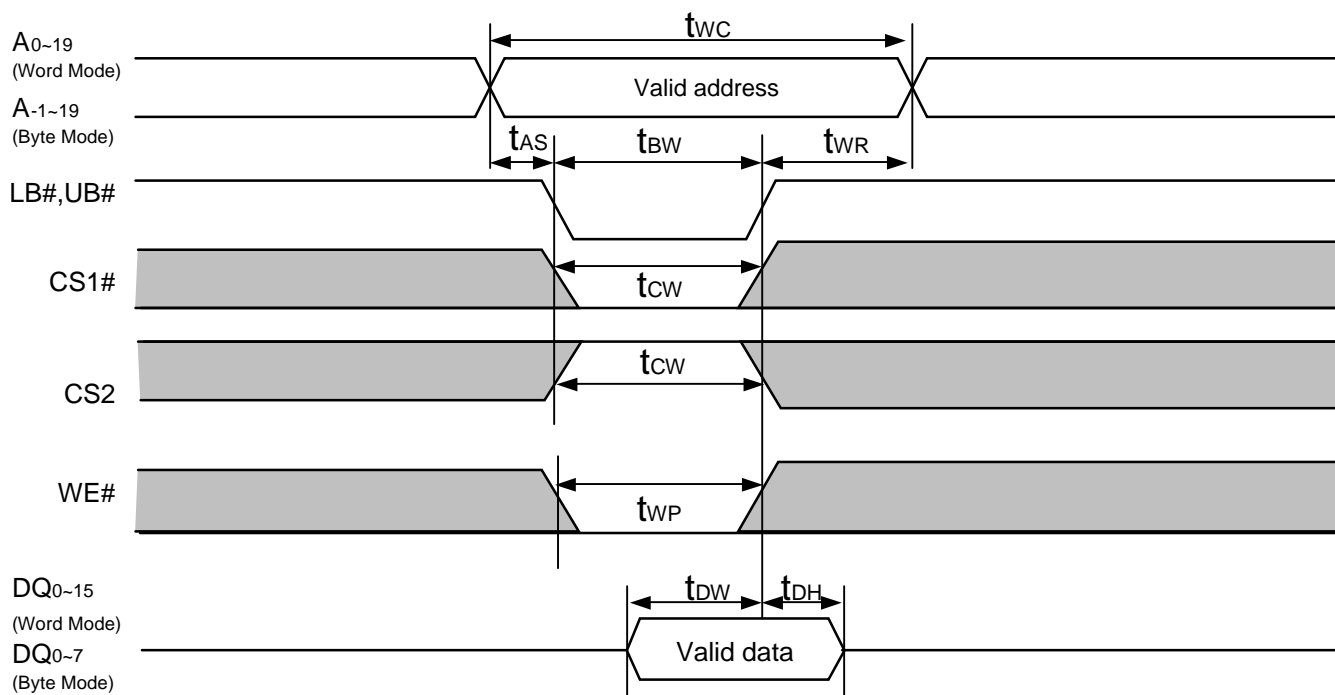 tWC
A0~19
(Word Mode)
Valid address
A-1~19
(Byte Mode)
tAS
tBW
tWR
LB#,UB#
CS1#
tCW
CS2
tCW
WE#
tWP
DQ0~15
(Word Mode)
tDW
tDH
DQ0~7
(Byte Mode)
Valid data